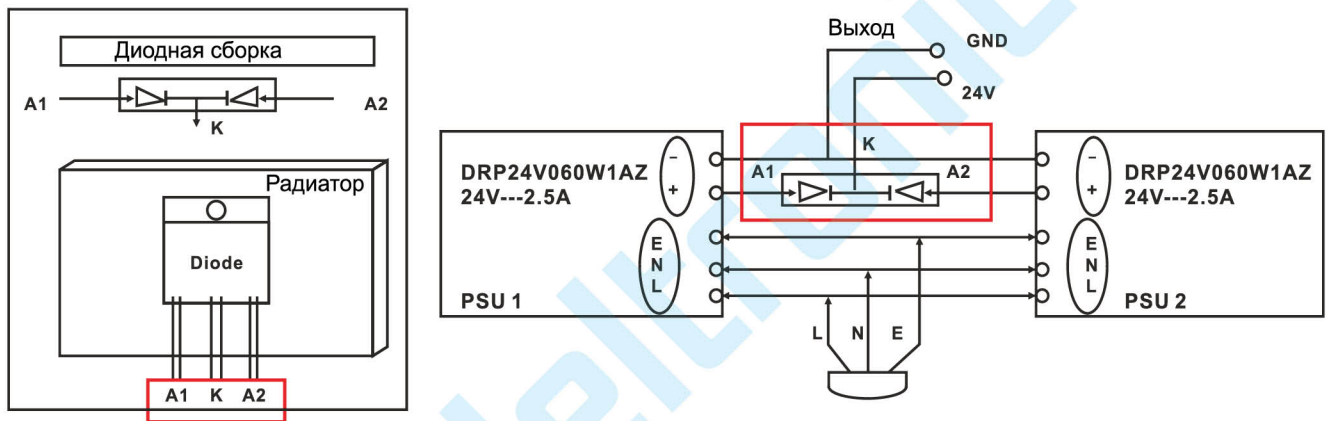 Диодная сборка
A1
A2
K
Радиатор
Diode
A1 K A2
Выход
GND
24V
DRP24V060W1AZ
24V---2.5A
PSU 1
−
+
E
N
L
A1
K
A2
−
+
E
N
L
DRP24V060W1AZ
24V---2.5A
PSU 2
L N E
eltronic